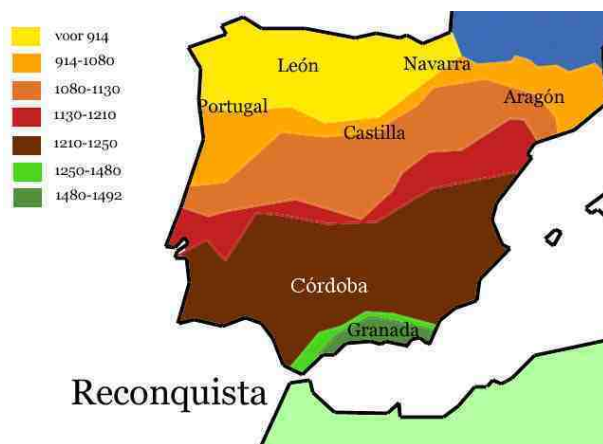 voor 914
914-1080
1080-1130
1130-1210
1210-1250
1250-1480
1480-1492
León
Navarra
Portugal
Aragón
Castilla
Córdoba
Granada
Reconquista